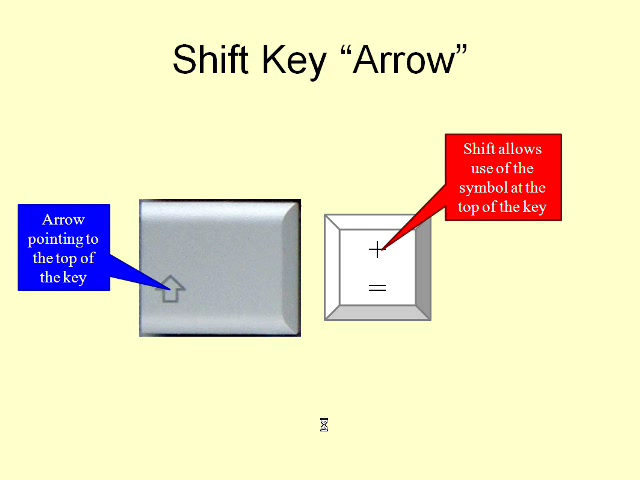 Shift Key “Arrow”
Shift allows
use of the
symbol at the
top of the key
Arrow
pointing to
the top of
the key
+
=